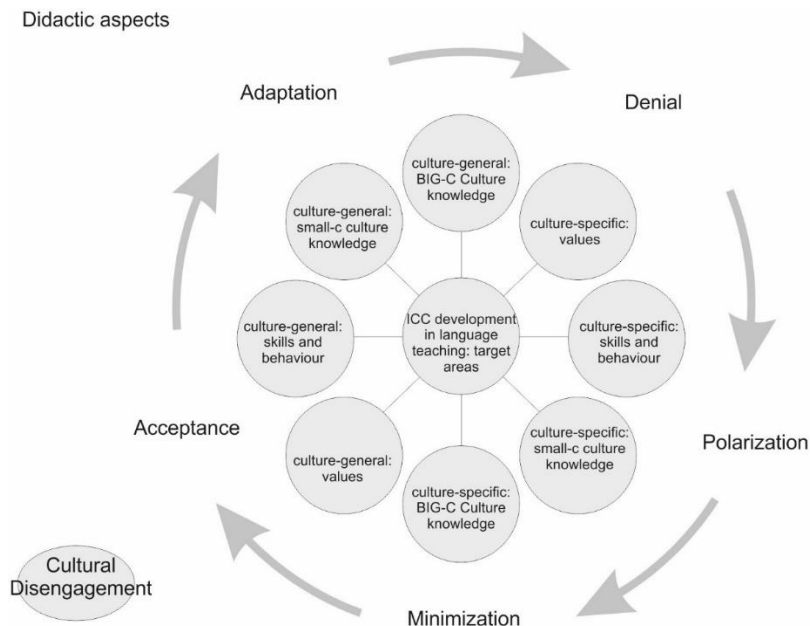 Didactic aspects
Adaptation
Denial
culture-general:
BIG-C Culture
knowledge
culture-general:
small-c culture
knowledge
culture-specific:
values
culture-general:
skills and
behaviour
ICC development
in language
teaching: target
areas
culture-specific:
skills and
behaviour
Acceptance
Polarization
culture-general:
values
culture-specific:
small-c culture
knowledge
culture-specific:
BIG-C Culture
knowledge
Cultural
Disengagement
Minimization